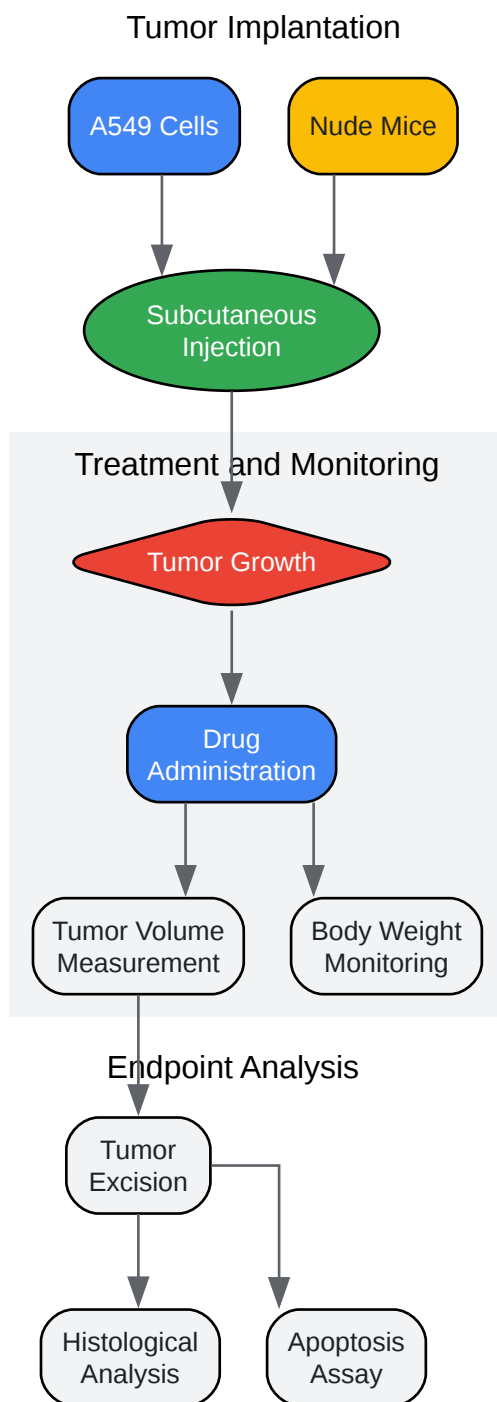 Tumor Implantation
A549 Cells
Nude Mice
Subcutaneous
Injection
Treatment and Monitoring
Tumor Growth
Drug
Administration
Tumor Volume
Measurement
Body Weight
Monitoring
Endpoint Analysis
Tumor
Excision
Histological
Analysis
Apoptosis
Assay